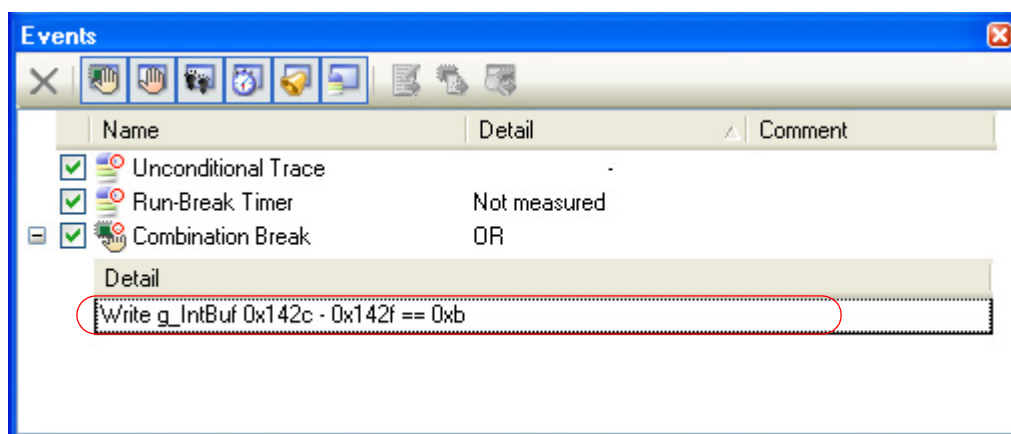 Events
Name Detail Comment
Unconditional Trace -
Run-Break Timer Not measured
Combination Break OR
Detail
Write g_IntBuf 0x142c - 0x142f == 0xb